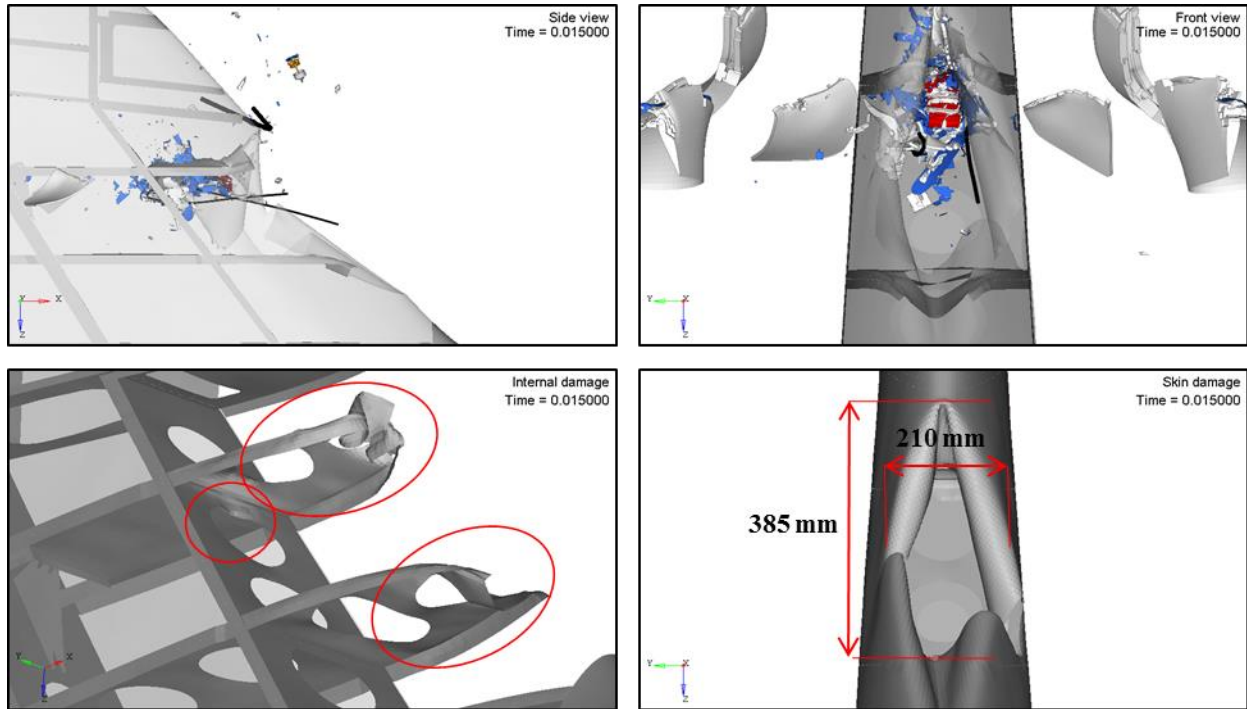 Side view
Time = 0.015000
Y X
Z
Front view
Time = 0.015000
Y X
Z
Internal damage
Time = 0.015000
Y X
Z
Skin damage
Time = 0.015000
210 mm
385 mm
Y X
Z